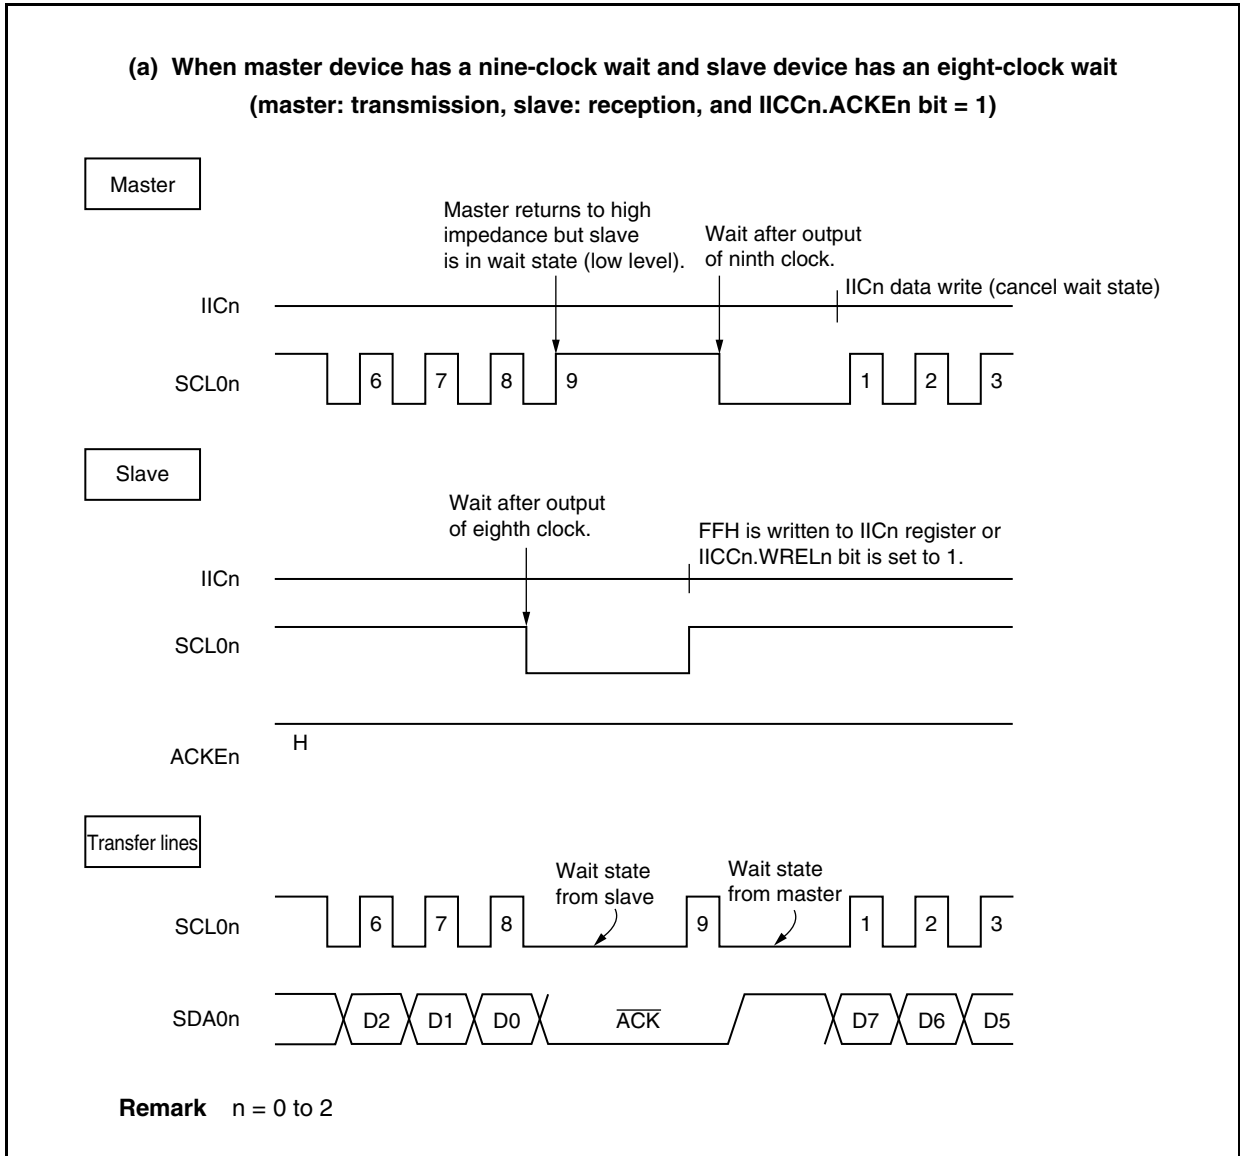 (a) When master device has a nine-clock wait and slave device has an eight-clock wait
(master: transmission, slave: reception, and IICCn.ACKEn bit = 1)
Master
Master returns to high
impedance but slave
is in wait state (low level).
Wait after output
of ninth clock.
IICn data write (cancel wait state)
IICn
SCL0n
6 7 8 9 1 2 3
Slave
Wait after output
of eighth clock.
FFH is written to IICn register or
IICCn.WRELn bit is set to 1.
IICn
SCL0n
H
ACKEn
Transfer lines
Wait state
from slave
Wait state
from master
SCL0n
6 7 8 9 1 2 3
SDA0n
D2 D1 D0 A̅C̅K̅ D7 D6 D5
Remark n = 0 to 2